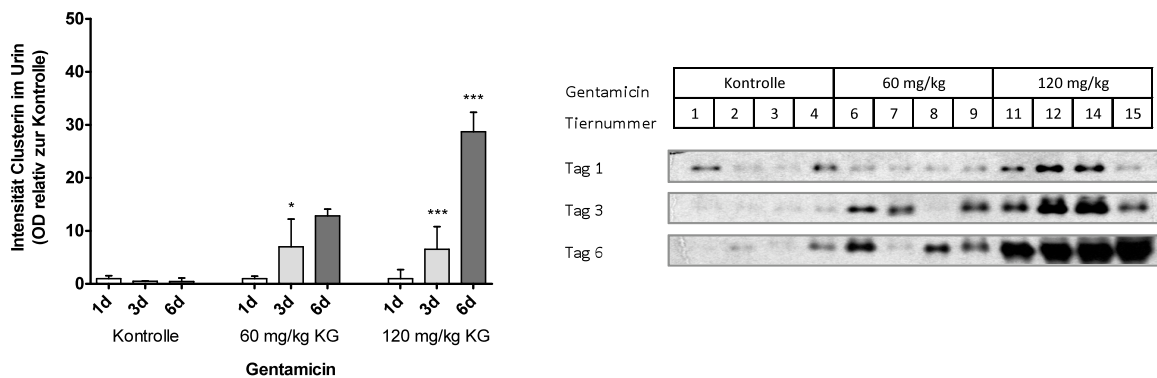 Intensität Clusterin im Urin
(OD relativ zur Kontrolle)
50
40
30
20
10
0
* *** ***
1d 3d 6d 1d 3d 6d 1d 3d 6d
Kontrolle 60 mg/kg KG 120 mg/kg KG
Gentamicin
Gentamicin Kontrolle 60 mg/kg 120 mg/kg
Tiernummer 1 2 3 4 6 7 8 9 11 12 14 15
Tag 1
Tag 3
Tag 6